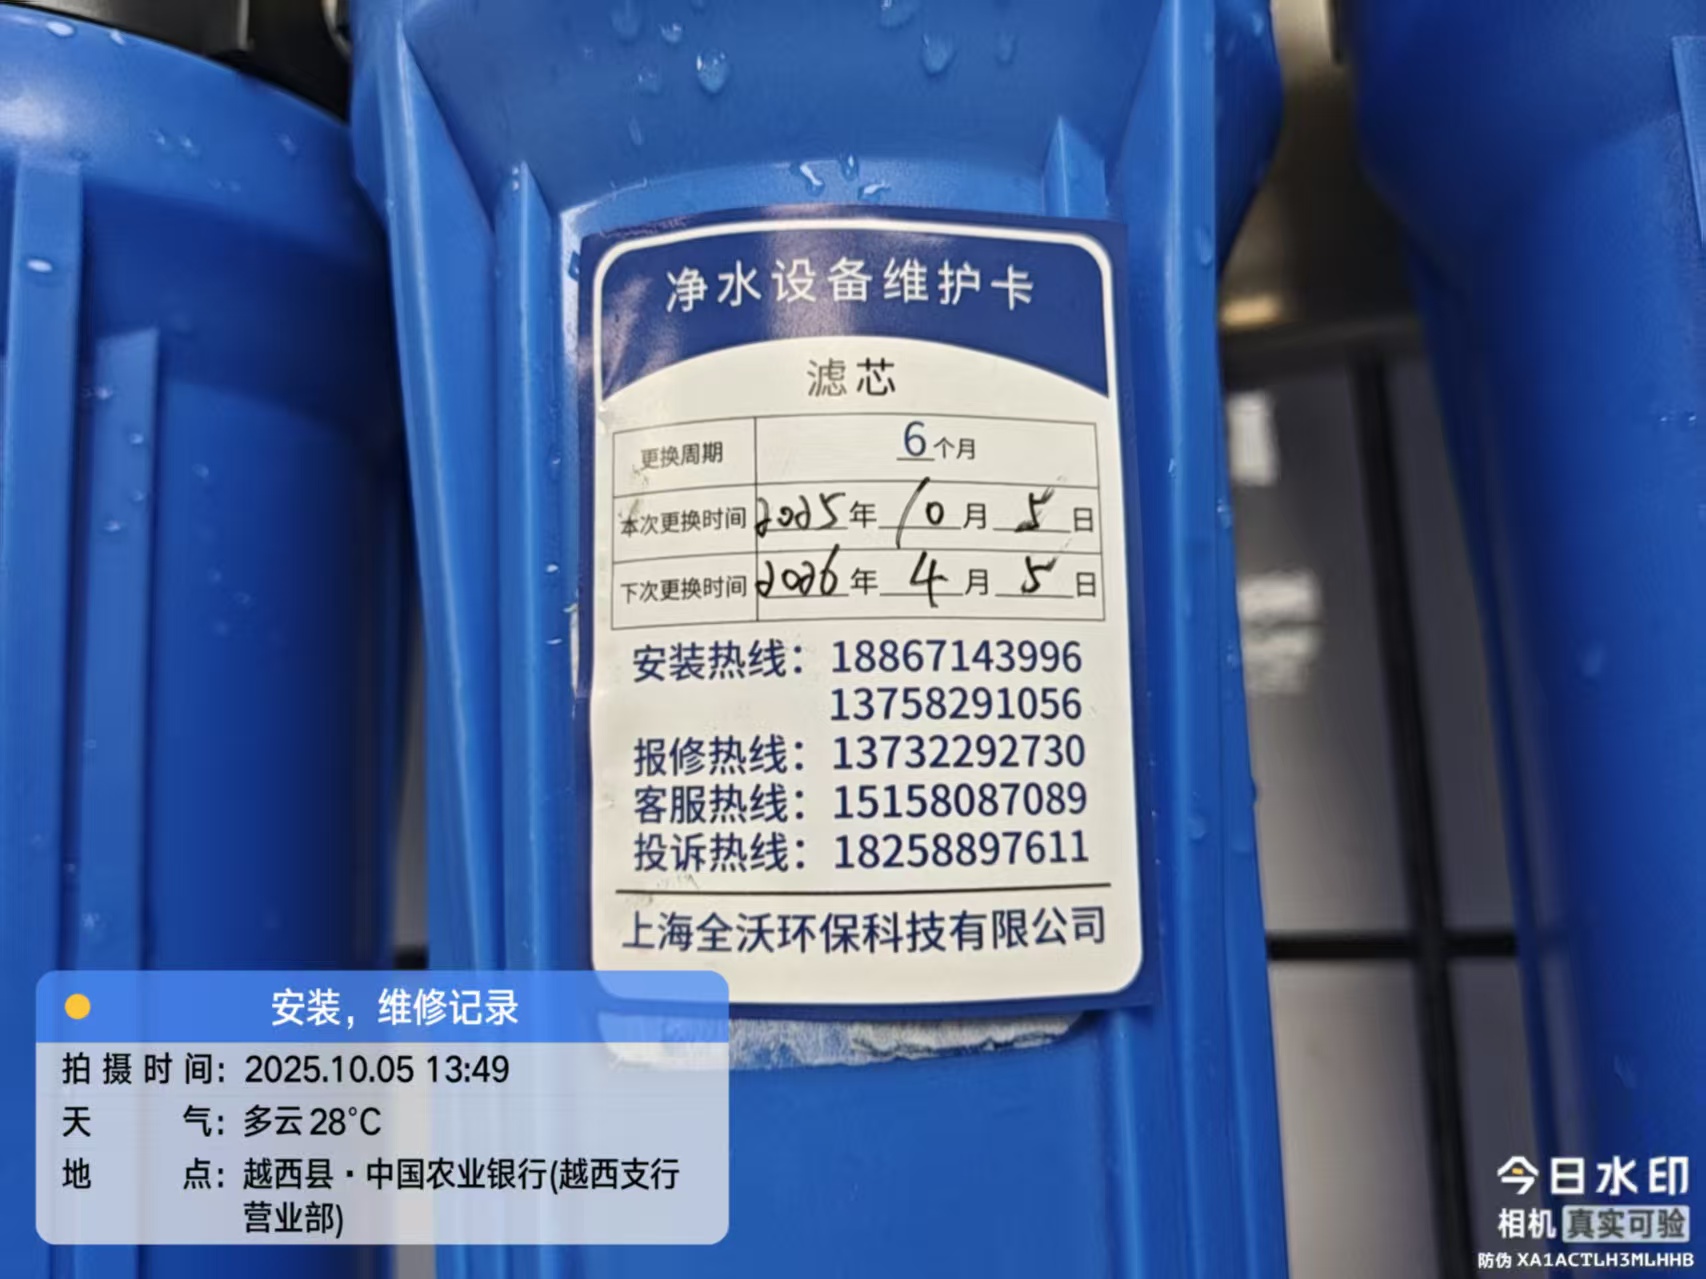 净水设备维护卡
滤芯
更换周期 6个月
本次更换时间 2025年10月5日
下次更换时间 2026年4月5日
安装热线：18867143996
13758291056
报修热线：13732292730
客服热线：15158087089
投诉热线：18258897611
上海全沃环保科技有限公司
安装，维修记录
拍摄时间：2025.10.05 13:49
天气：多云 28°C
地点：越西县·中国农业银行(越西支行
营业部)
今日水印
相机 真实可验
防伪 XA1ACTLH3MLHHB